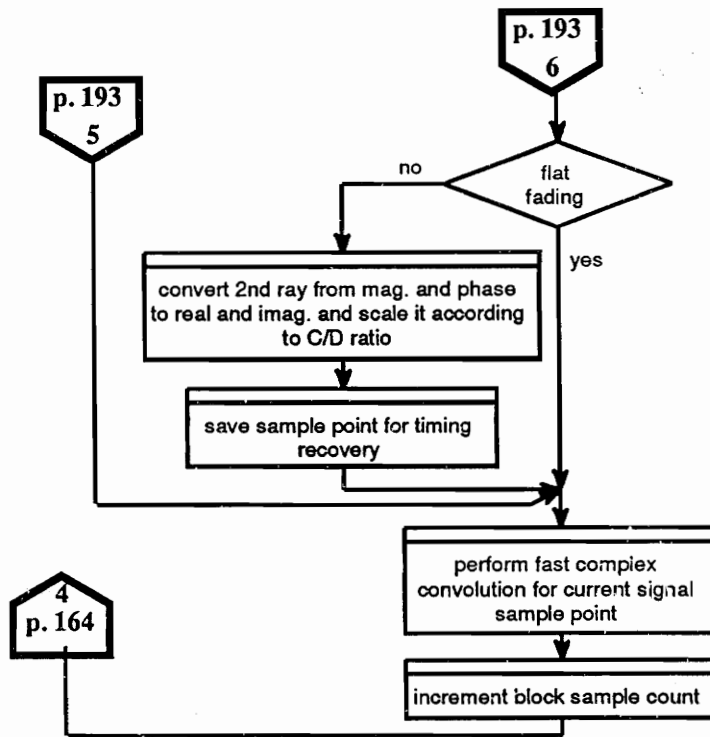 p. 193
6
p. 193
5
flat
fading
no
yes
convert 2nd ray from mag. and phase
to real and imag. and scale it according
to C/D ratio
save sample point for timing
recovery
perform fast complex
convolution for current signal
sample point
4
p. 164
increment block sample count